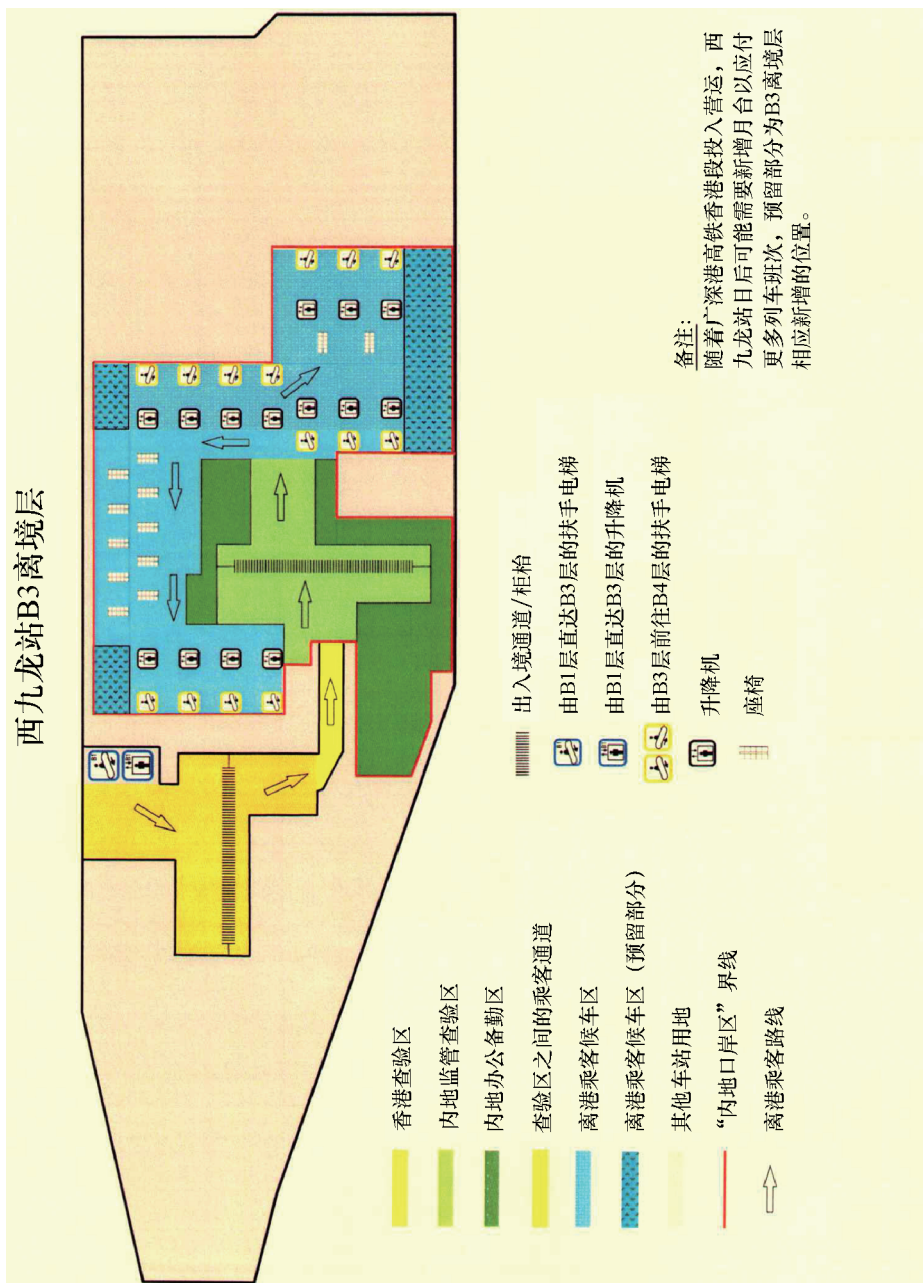 西九龙站B3离境层
香港查验区
内地监管查验区
内地办公备勤区
查验区之间的乘客通道
离港乘客候车区
离港乘客候车区（预留部分）
其他车站用地
“内地口岸区”界线
离港乘客路线
出入境通道/柜枱
由B1层直达B3层的扶手电梯
由B1层直达B3层的升降机
由B3层前往B4层的扶手电梯
升降机
座椅
备注：
随着广深港高铁香港段投入营运，西
九龙站日后可能需要新增月台以应付
更多列车班次，预留部分为B3离境层
相应新增的位置。